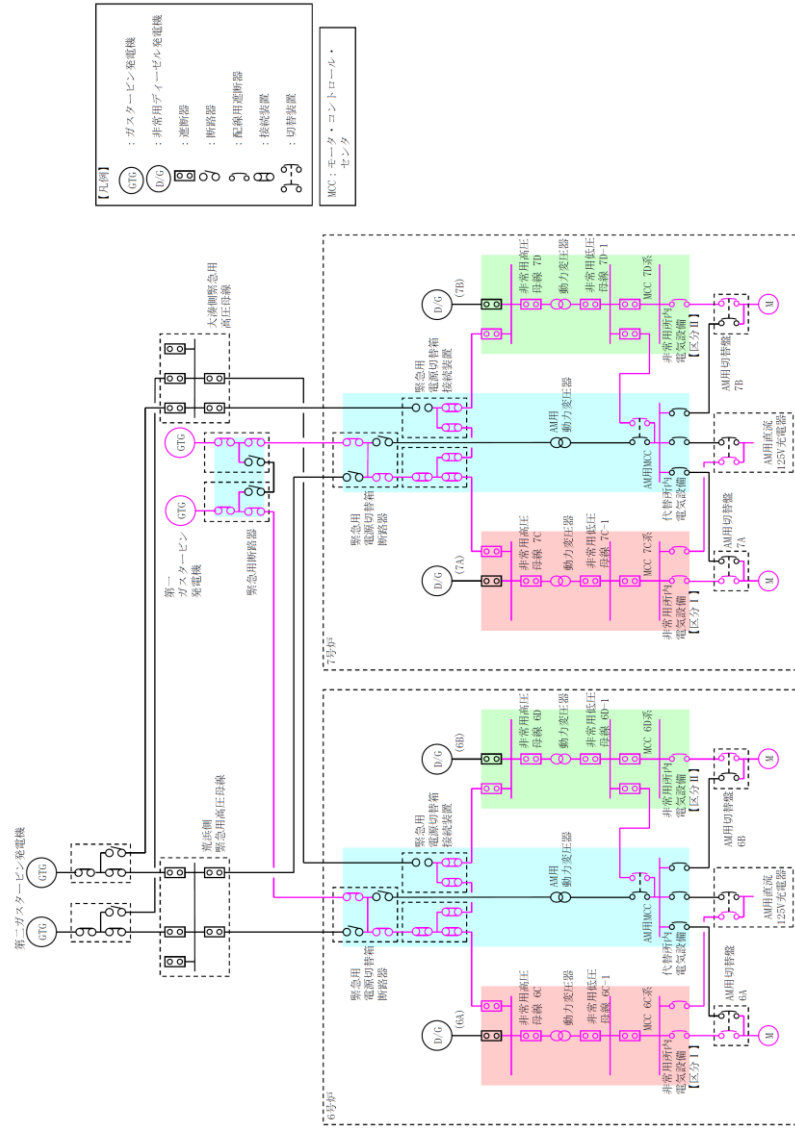 【凡例】
GTG
：ガスタービン発電機
D/G
：非常用ディーゼル発電機
：遮断器
：断路器
：配線用遮断器
：接続装置
：切替装置
MCC：モータ・コントロール・
センタ
第二ガスタービン発電機
GTG
GTG
荒浜側
緊急用高圧母線
第一
ガスタービン
発電機
GTG
GTG
緊急用断路器
大湊側緊急用
高圧母線
6号炉
緊急用
電源切替箱
断路器
緊急用
電源切替箱
接続装置
D/G
(6A)
D/G
(6B)
非常用高圧
母線 6C
動力変圧器
非常用低圧
母線 6C-1
MCC 6C系
非常用所内
電気設備
【区分Ⅰ】
AM用
動力変圧器
AM用MCC
代替所内
電気設備
非常用高圧
母線 6D
動力変圧器
非常用低圧
母線 6D-1
MCC 6D系
非常用所内
電気設備
【区分Ⅱ】
M
AM用切替盤
6A
AM用直流
125V充電器
AM用切替盤
6B
M
7号炉
緊急用
電源切替箱
断路器
緊急用
電源切替箱
接続装置
D/G
(7A)
D/G
(7B)
非常用高圧
母線 7C
動力変圧器
非常用低圧
母線 7C-1
MCC 7C系
非常用所内
電気設備
【区分Ⅰ】
AM用
動力変圧器
AM用MCC
代替所内
電気設備
非常用高圧
母線 7D
動力変圧器
非常用低圧
母線 7D-1
MCC 7D系
非常用所内
電気設備
【区分Ⅱ】
M
AM用切替盤
7A
AM用直流
125V充電器
AM用切替盤
7B
M